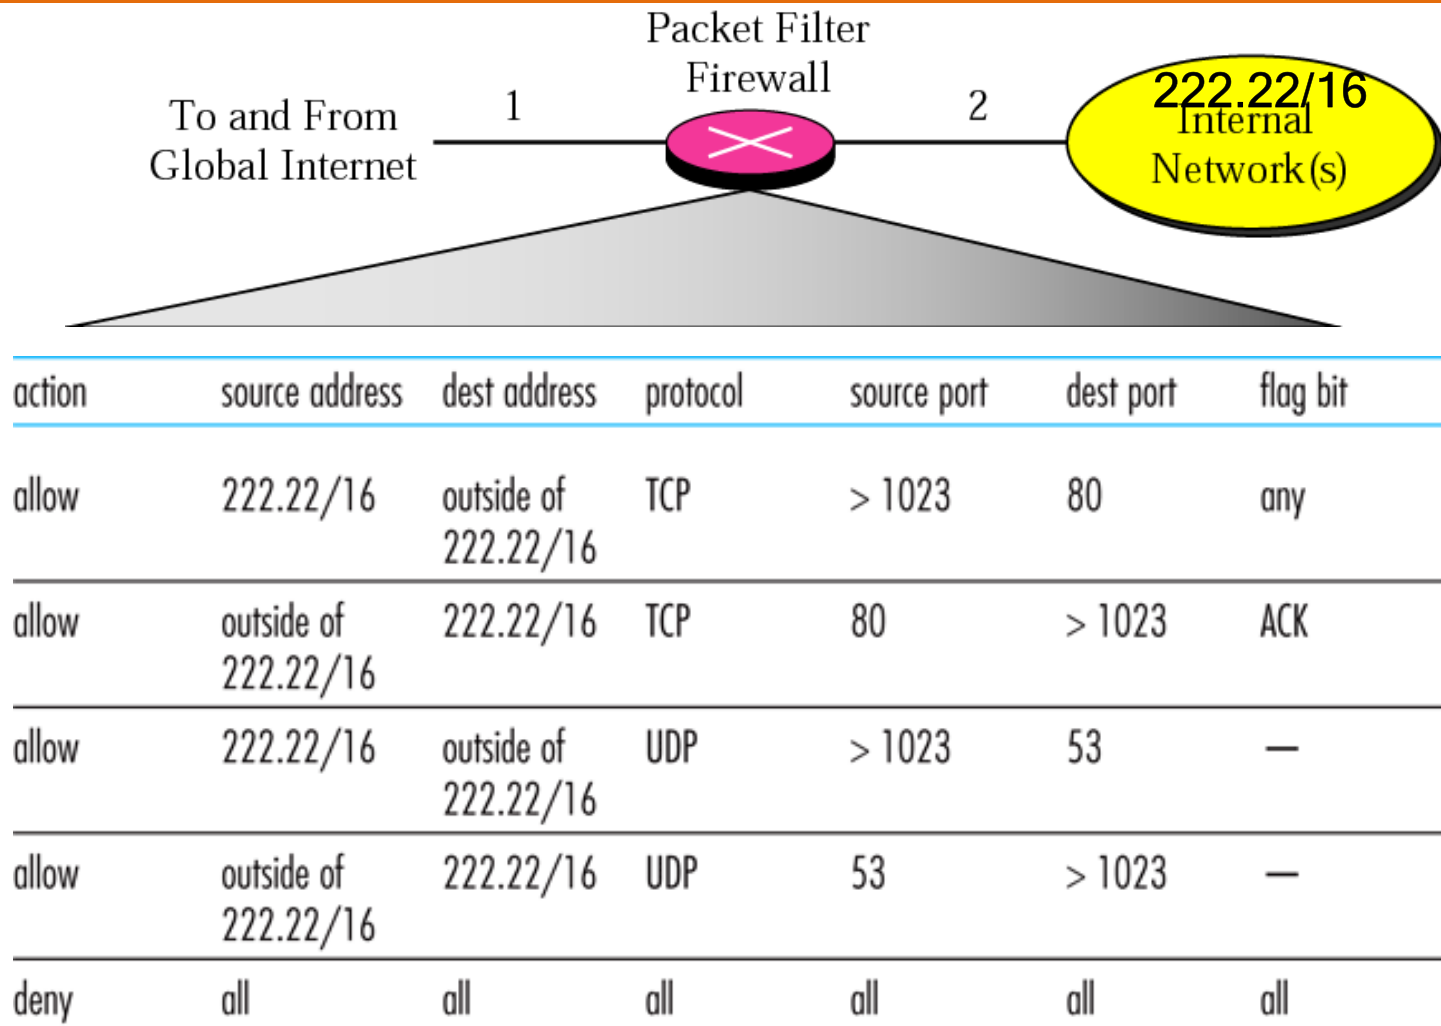 Packet Filter
Firewall
To and From
Global Internet
1
2
222.22/16
Internal
Network(s)
action source address dest address protocol source port dest port flag bit
allow 222.22/16 outside of 222.22/16 TCP > 1023 80 any
allow outside of 222.22/16 222.22/16 TCP 80 > 1023 ACK
allow 222.22/16 outside of 222.22/16 UDP > 1023 53 —
allow outside of 222.22/16 222.22/16 UDP 53 > 1023 —
deny all all all all all all